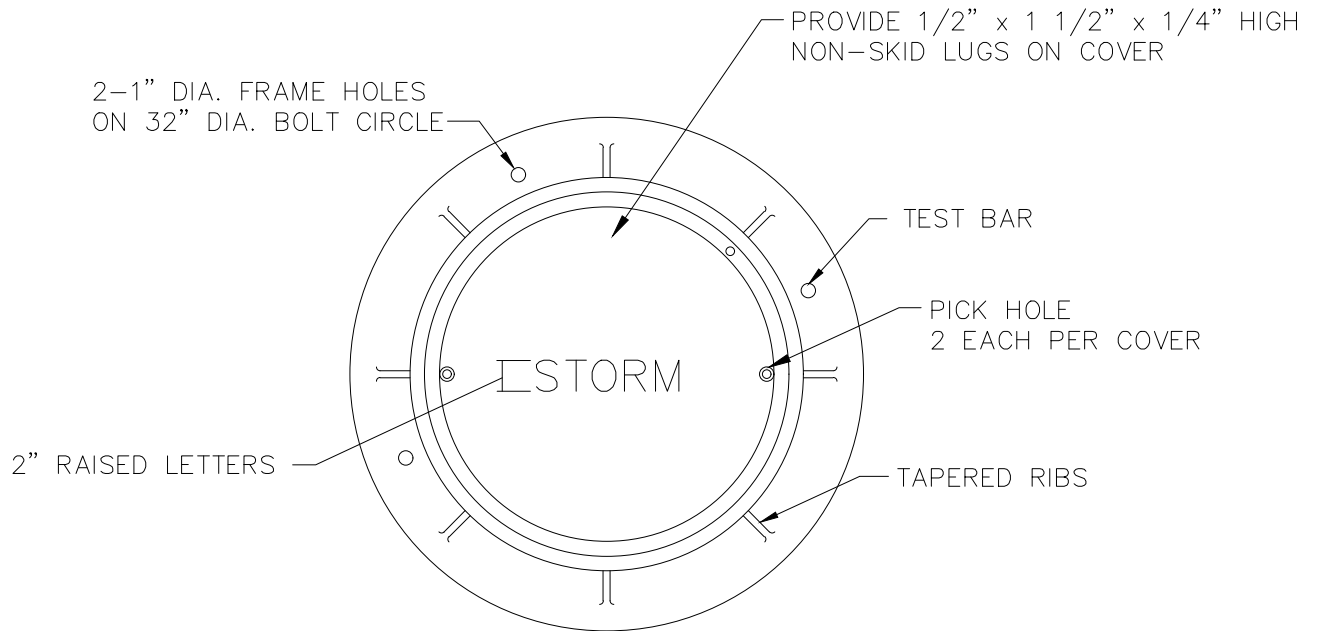 PROVIDE 1/2” x 1 1/2” x 1/4” HIGH
NON-SKID LUGS ON COVER
2-1” DIA. FRAME HOLES
ON 32” DIA. BOLT CIRCLE
TEST BAR
PICK HOLE
2 EACH PER COVER
STORM
2” RAISED LETTERS
TAPERED RIBS